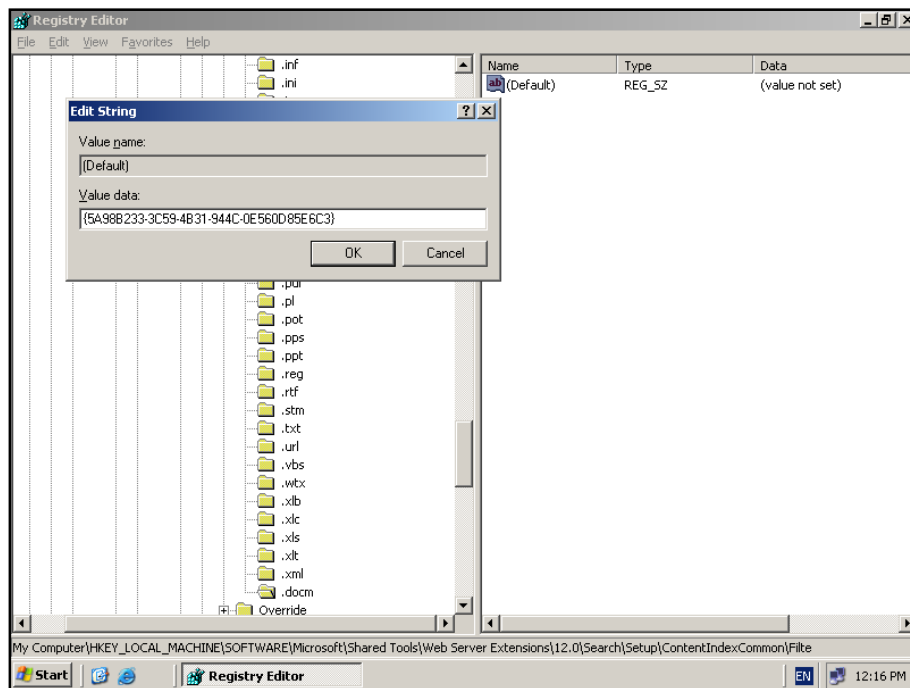 Registry Editor
File Edit View Favorites Help
.inf
.ini
Name Type Data
(Default) REG_SZ (value not set)
Edit String
Value name:
(Default)
Value data:
{5A98B233-3C59-4B31-944C-0E560D85E6C3}
OK Cancel
.pl
.pot
.pps
.ppt
.reg
.rtf
.stm
.txt
.url
.vbs
.wtx
.xlb
.xlc
.xls
.xlt
.xml
.docm
Override
My Computer\HKEY_LOCAL_MACHINE\SOFTWARE\Microsoft\Shared Tools\Web Server Extensions\12.0\Search\Setup\ContentIndexCommon\Filte
Start Registry Editor EN 12:16 PM